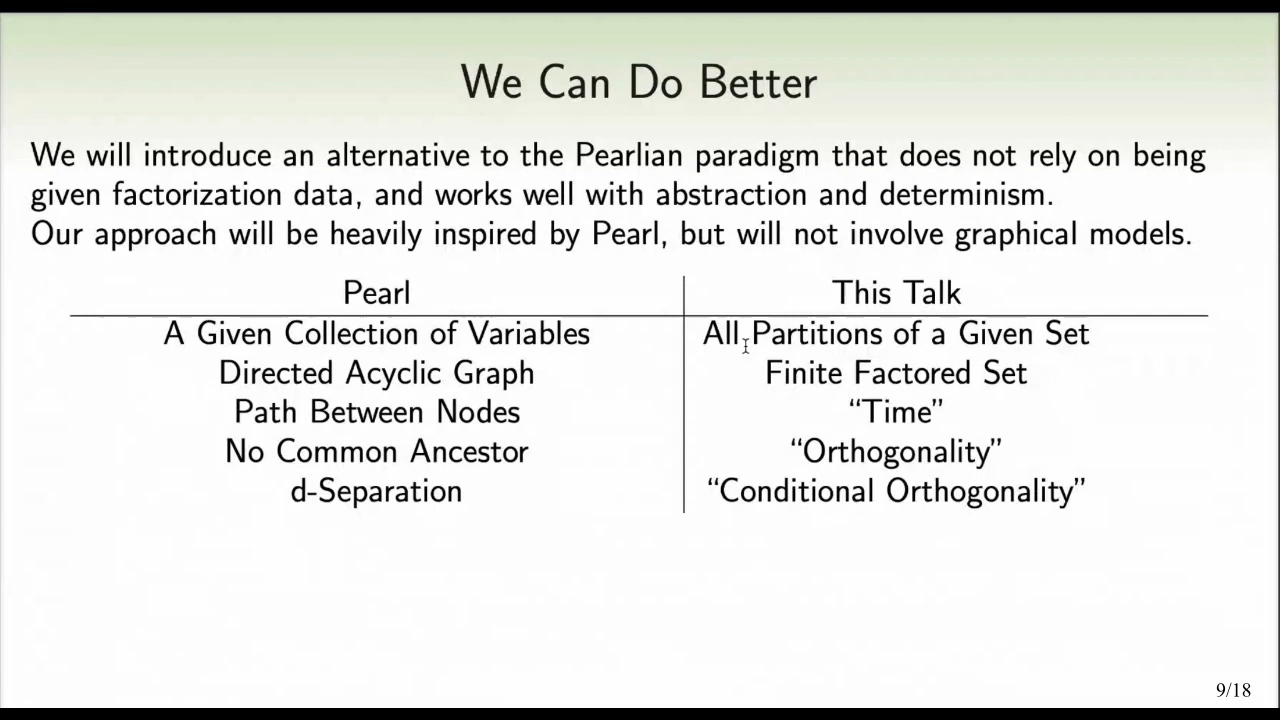 We Can Do Better
We will introduce an alternative to the Pearlian paradigm that does not rely on being
given factorization data, and works well with abstraction and determinism.
Our approach will be heavily inspired by Pearl, but will not involve graphical models.
Pearl This Talk
A Given Collection of Variables All Partitions of a Given Set
Directed Acyclic Graph Finite Factored Set
Path Between Nodes “Time”
No Common Ancestor “Orthogonality”
d-Separation “Conditional Orthogonality”
9/18